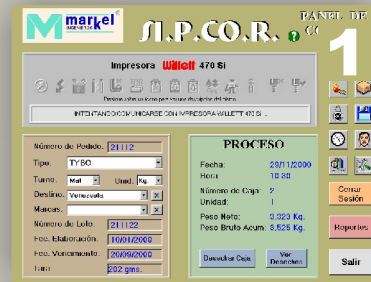 markel
S.I.P.CO.R.
PANEL DE
1
Impresora Willett 470 Si
INTENTANDO COMUNICARSE CON IMPRESORA WILLETT 470 SI ...
Número de Pedido. 21112
Tipo. TYBO
Turno. Mat Unid. Kg.
Destino. Venezuela X
Marcas. X
Número de Lote. 211122
Fec. Elaboración. 10/01/2000
Fec. Vencimiento. 20/09/2000
Tara 202 gms.
PROCESO
Fecha: 29/11/2000
Hora: 10:30
Número de Caja: 2
Unidad: 1
Peso Neto: 3,323 Kg.
Peso Bruto Acum: 3,525 Kg.
Desechar Caja
Ver Desechos
Cerrar
Sesión
Reportes
Salir